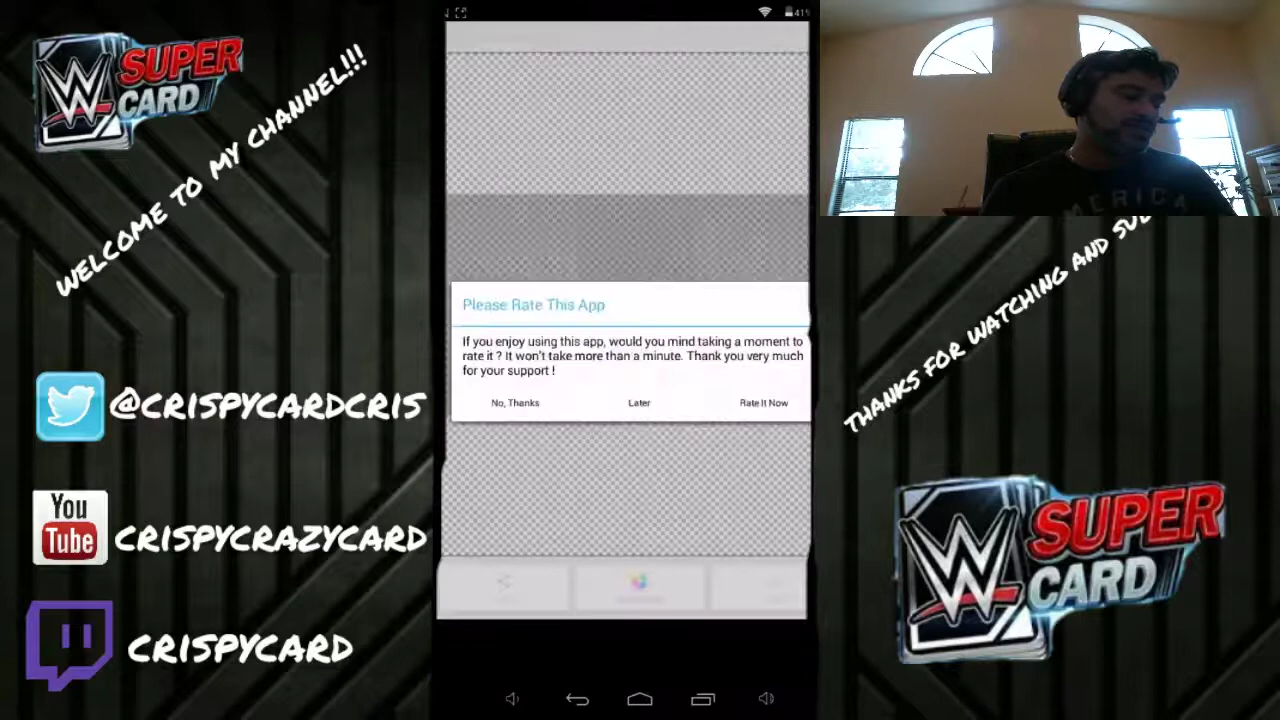 41%
W SUPER CARD
WELCOME TO MY CHANNEL!!!
Please Rate This App
If you enjoy using this app, would you mind taking a moment to
rate it ? It won't take more than a minute. Thank you very much
for your support !
No, Thanks
Later
Rate It Now
@CRISPYCARDCRIS
You Tube CRISPYCRAZYCARD
CRISPYCARD
MERICA
THANKS FOR WATCHING AND
W SUPER CARD